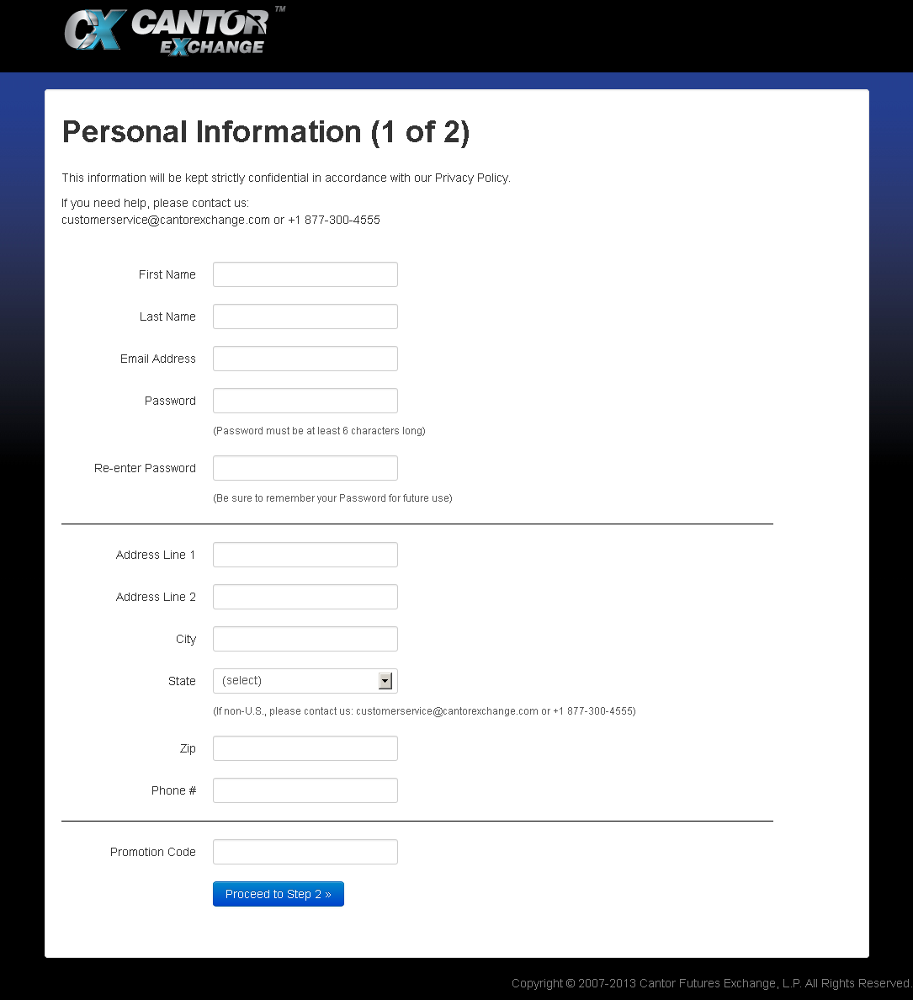 CX CANTOR ™
EXCHANGE
Personal Information (1 of 2)
This information will be kept strictly confidential in accordance with our Privacy Policy.
If you need help, please contact us:
customerservice@cantorexchange.com or +1 877-300-4555
First Name
Last Name
Email Address
Password
(Password must be at least 6 characters long)
Re-enter Password
(Be sure to remember your Password for future use)
Address Line 1
Address Line 2
City
State (select)
(If non-U.S., please contact us: customerservice@cantorexchange.com or +1 877-300-4555)
Zip
Phone #
Promotion Code
Proceed to Step 2 »
Copyright © 2007-2013 Cantor Futures Exchange, L.P. All Rights Reserved.